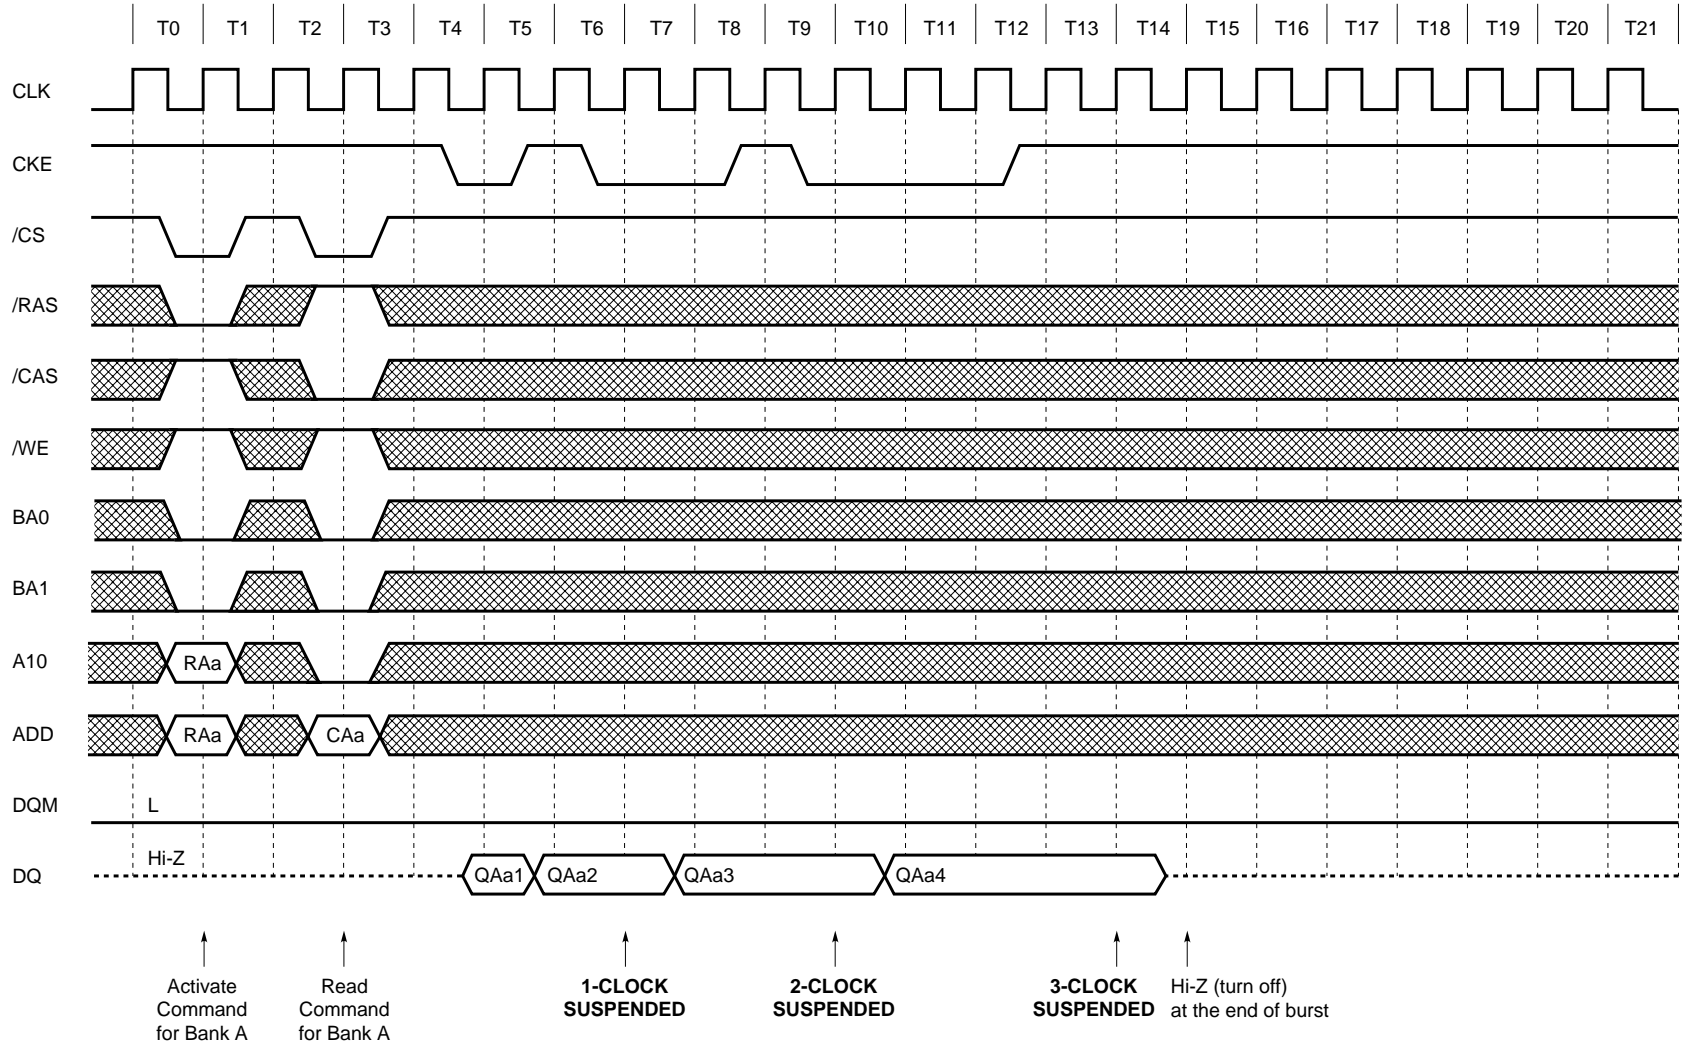 T0 T1 T2 T3 T4 T5 T6 T7 T8 T9 T10 T11 T12 T13 T14 T15 T16 T17 T18 T19 T20 T21
CLK
CKE
/CS
/RAS
/CAS
/WE
BA0
BA1
A10 RAa
ADD RAa CAa
DQM L
Hi-Z
DQ QAa1 QAa2 QAa3 QAa4
Activate
Command
for Bank A
Read
Command
for Bank A
1-CLOCK
SUSPENDED
2-CLOCK
SUSPENDED
3-CLOCK
SUSPENDED
Hi-Z (turn off)
at the end of burst